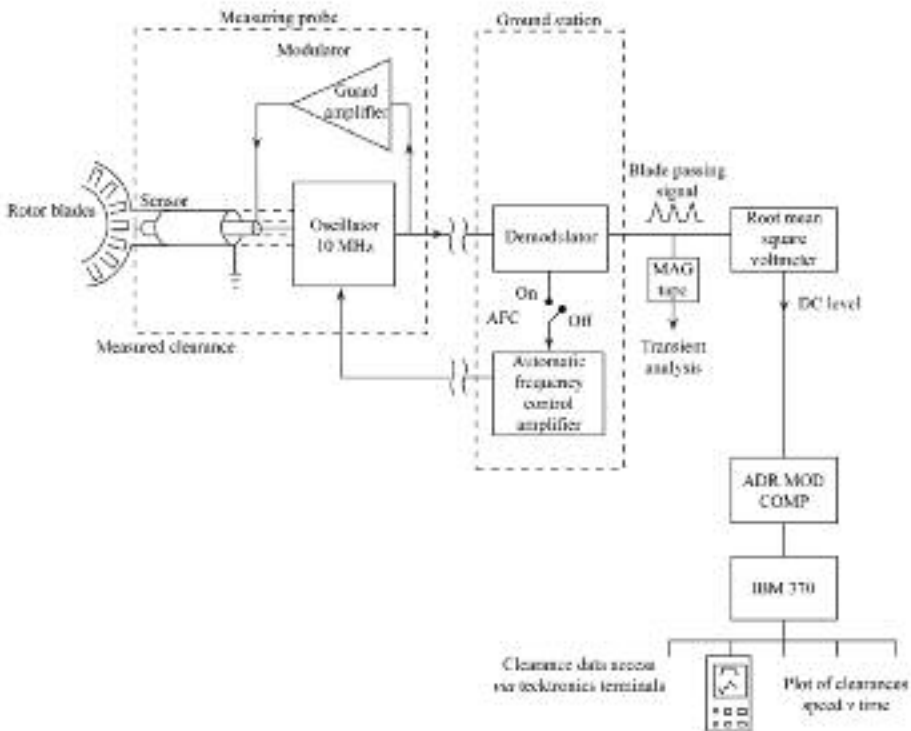 Measuring probe
Ground station
Modulator
Guard
amplifier
Rotor blades
Sensor
Oscillator
10 MHz
Measured clearance
Demodulator
On
AFC
Off
Automatic
frequency
control
amplifier
Blade passing
signal
MAG
tape
Transient
analysis
Root mean
square
voltmeter
DC level
ADR MOD
COMP
IBM 370
Clearance data access
via tecktronics terminals
Plot of clearances
speed v time